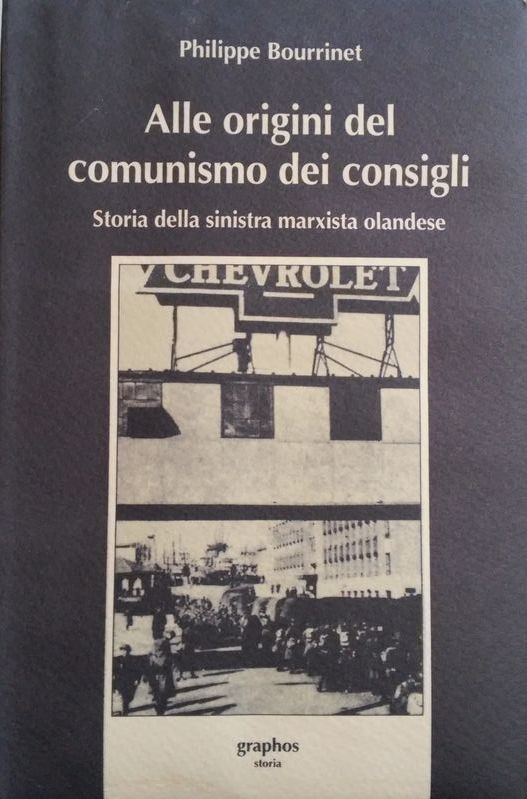 Philippe Bourrinet
Alle origini del
comunismo dei consigli
Storia della sinistra marxista olandese
CHEVROLET
graphos
storia